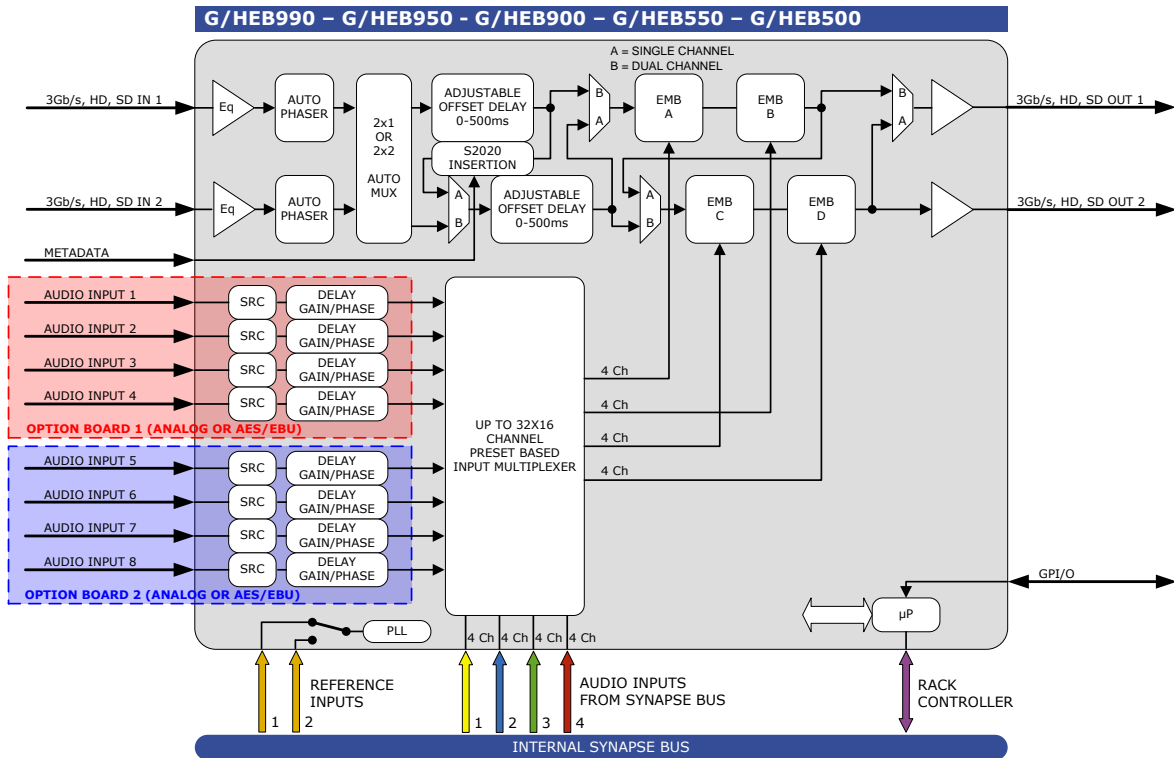 G/HEB990 – G/HEB950 - G/HEB900 – G/HEB550 – G/HEB500
A = SINGLE CHANNEL
B = DUAL CHANNEL
3Gb/s, HD, SD IN 1
Eq
AUTO
PHASER
2x1
OR
2x2
AUTO
MUX
ADJUSTABLE
OFFSET DELAY
0-500ms
S2020
INSERTION
B
A
EMB
A
EMB
B
B
A
3Gb/s, HD, SD OUT 1
3Gb/s, HD, SD IN 2
Eq
AUTO
PHASER
A
B
ADJUSTABLE
OFFSET DELAY
0-500ms
A
B
EMB
C
EMB
D
3Gb/s, HD, SD OUT 2
METADATA
AUDIO INPUT 1
SRC
DELAY
GAIN/PHASE
AUDIO INPUT 2
SRC
DELAY
GAIN/PHASE
AUDIO INPUT 3
SRC
DELAY
GAIN/PHASE
AUDIO INPUT 4
SRC
DELAY
GAIN/PHASE
OPTION BOARD 1 (ANALOG OR AES/EBU)
AUDIO INPUT 5
SRC
DELAY
GAIN/PHASE
AUDIO INPUT 6
SRC
DELAY
GAIN/PHASE
AUDIO INPUT 7
SRC
DELAY
GAIN/PHASE
AUDIO INPUT 8
SRC
DELAY
GAIN/PHASE
OPTION BOARD 2 (ANALOG OR AES/EBU)
UP TO 32X16
CHANNEL
PRESET BASED
INPUT MULTIPLEXER
4 Ch
4 Ch
4 Ch
4 Ch
GPI/O
µP
PLL
4 Ch
4 Ch
4 Ch
4 Ch
REFERENCE
INPUTS
1
2
AUDIO INPUTS
FROM SYNAPSE BUS
1
2
3
4
RACK
CONTROLLER
INTERNAL SYNAPSE BUS